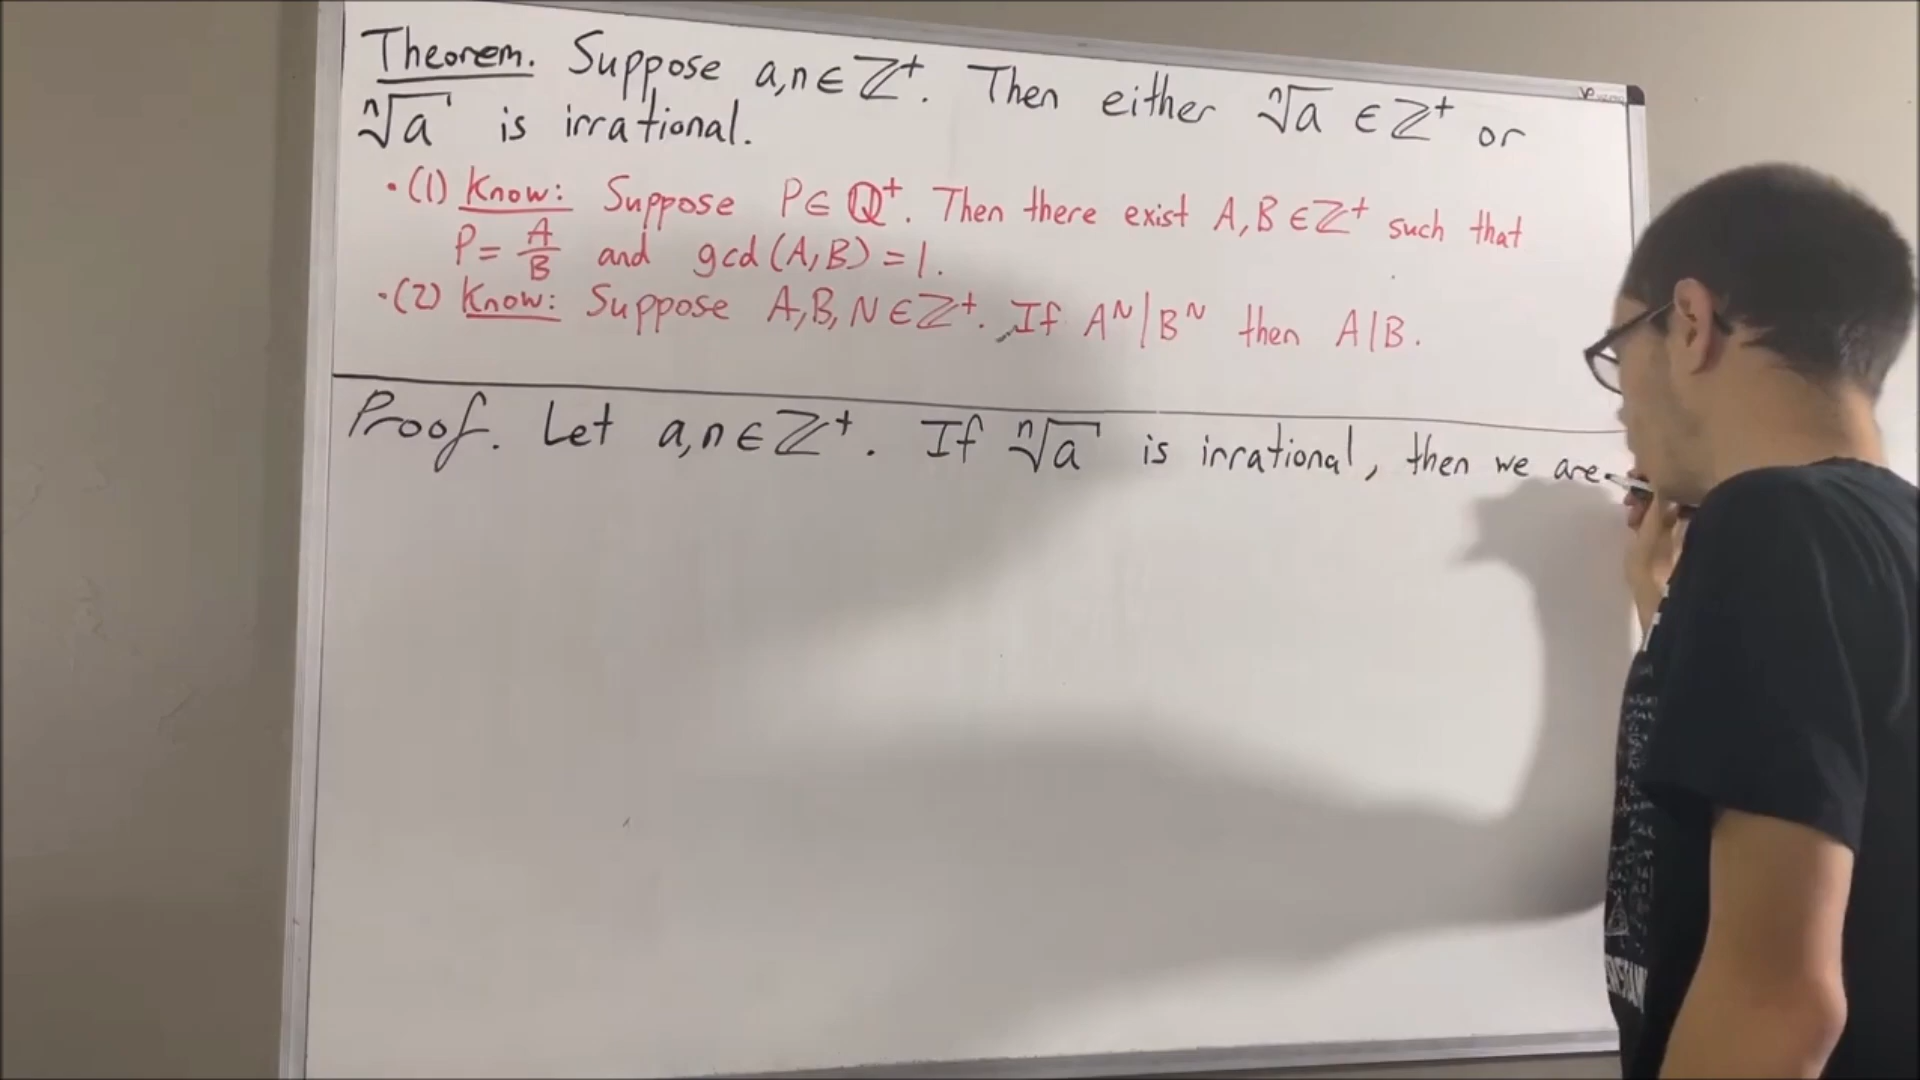 Theorem. Suppose a,n ∈ ℤ⁺. Then either ⁿ√a ∈ ℤ⁺ or
ⁿ√a is irrational.
•(1) Know: Suppose P ∈ ℚ⁺. Then there exist A,B ∈ ℤ⁺ such that
P = A/B and gcd(A,B) = 1.
•(2) Know: Suppose A,B,N ∈ ℤ⁺. If Aᴺ|Bᴺ then A|B.
Proof. Let a,n ∈ ℤ⁺. If ⁿ√a is irrational, then we are